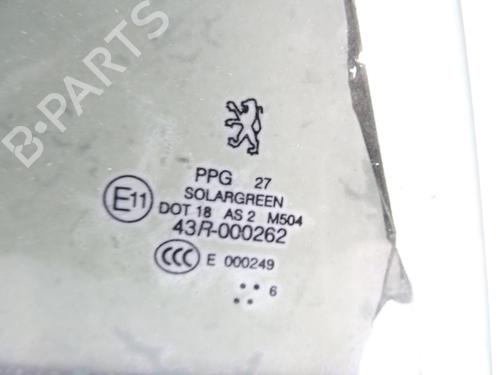 B-PARTS
PPG 27
SOLARGREEN
E11
DOT 18 AS 2 M504
43R-000262
CCC E 000249
6